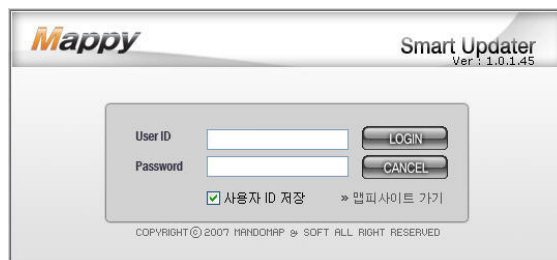 Mappy
Smart Updater
Ver : 1.0.1.45
User ID
LOGIN
Password
CANCEL
사용자 ID 저장 » 맵피사이트 가기
COPYRIGHT ⓒ 2007 MANDOMAP & SOFT ALL RIGHT RESERVED